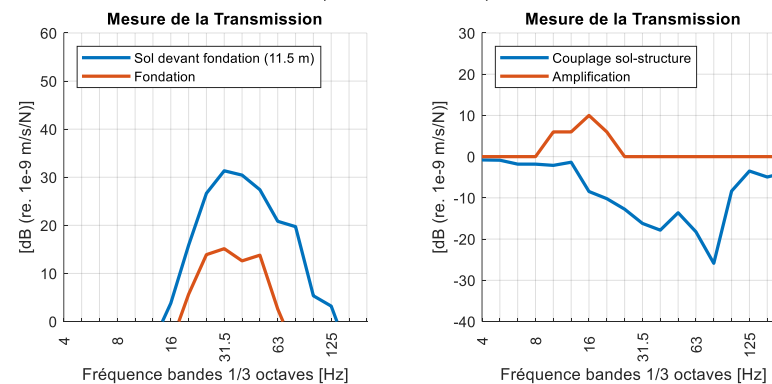 Mesure de la Transmission
60
50
40
30
20
10
0
[dB (re. 1e-9 m/s/N)]
Sol devant fondation (11.5 m)
Fondation
4
8
16
31.5
63
125
Fréquence bandes 1/3 octaves [Hz]
Mesure de la Transmission
30
20
10
0
-10
-20
-30
-40
[dB (re. 1e-9 m/s/N)]
Couplage sol-structure
Amplification
4
8
16
31.5
63
125
Fréquence bandes 1/3 octaves [Hz]